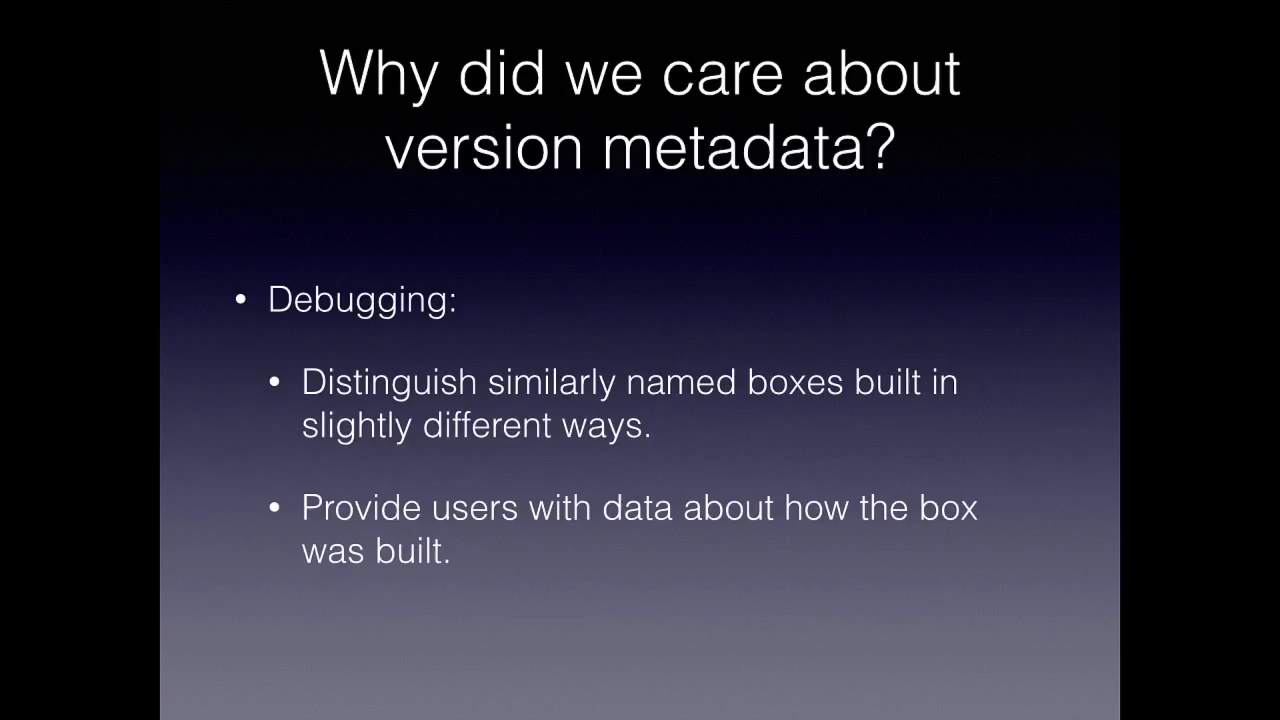 Why did we care about
version metadata?
• Debugging:
• Distinguish similarly named boxes built in
slightly different ways.
• Provide users with data about how the box
was built.